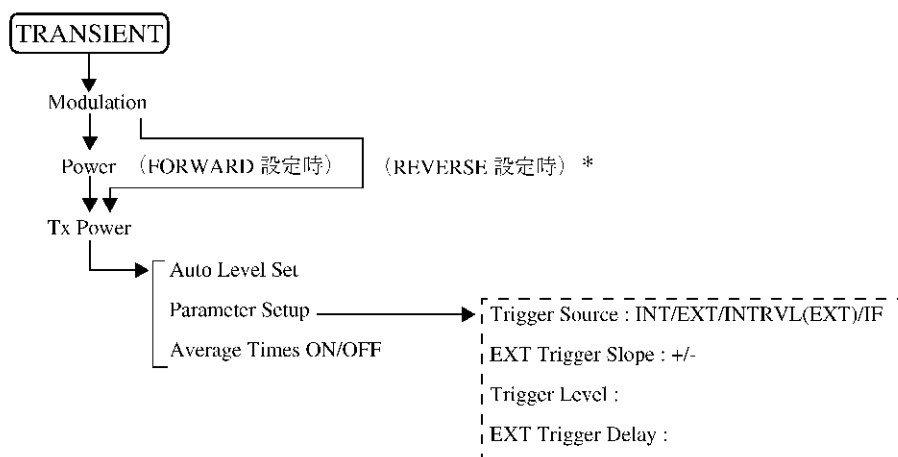 TRANSIENT
Modulation
Power (FORWARD 設定時) (REVERSE 設定時) *
Tx Power
Auto Level Set
Parameter Setup
Average Times ON/OFF
Trigger Source : INT/EXT/INTRVL(EXT)/IF
EXT Trigger Slope : +/-
Trigger Level :
EXT Trigger Delay :